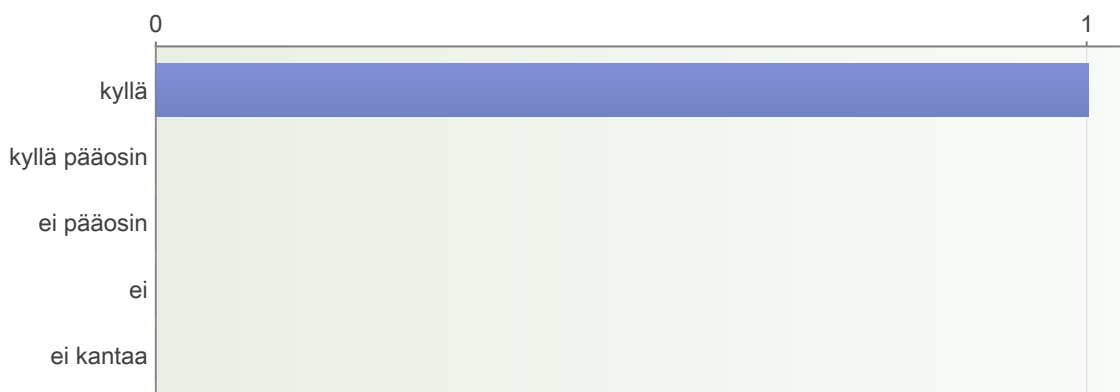 0 1
kyllä
kyllä pääosin
ei pääosin
ei
ei kantaa